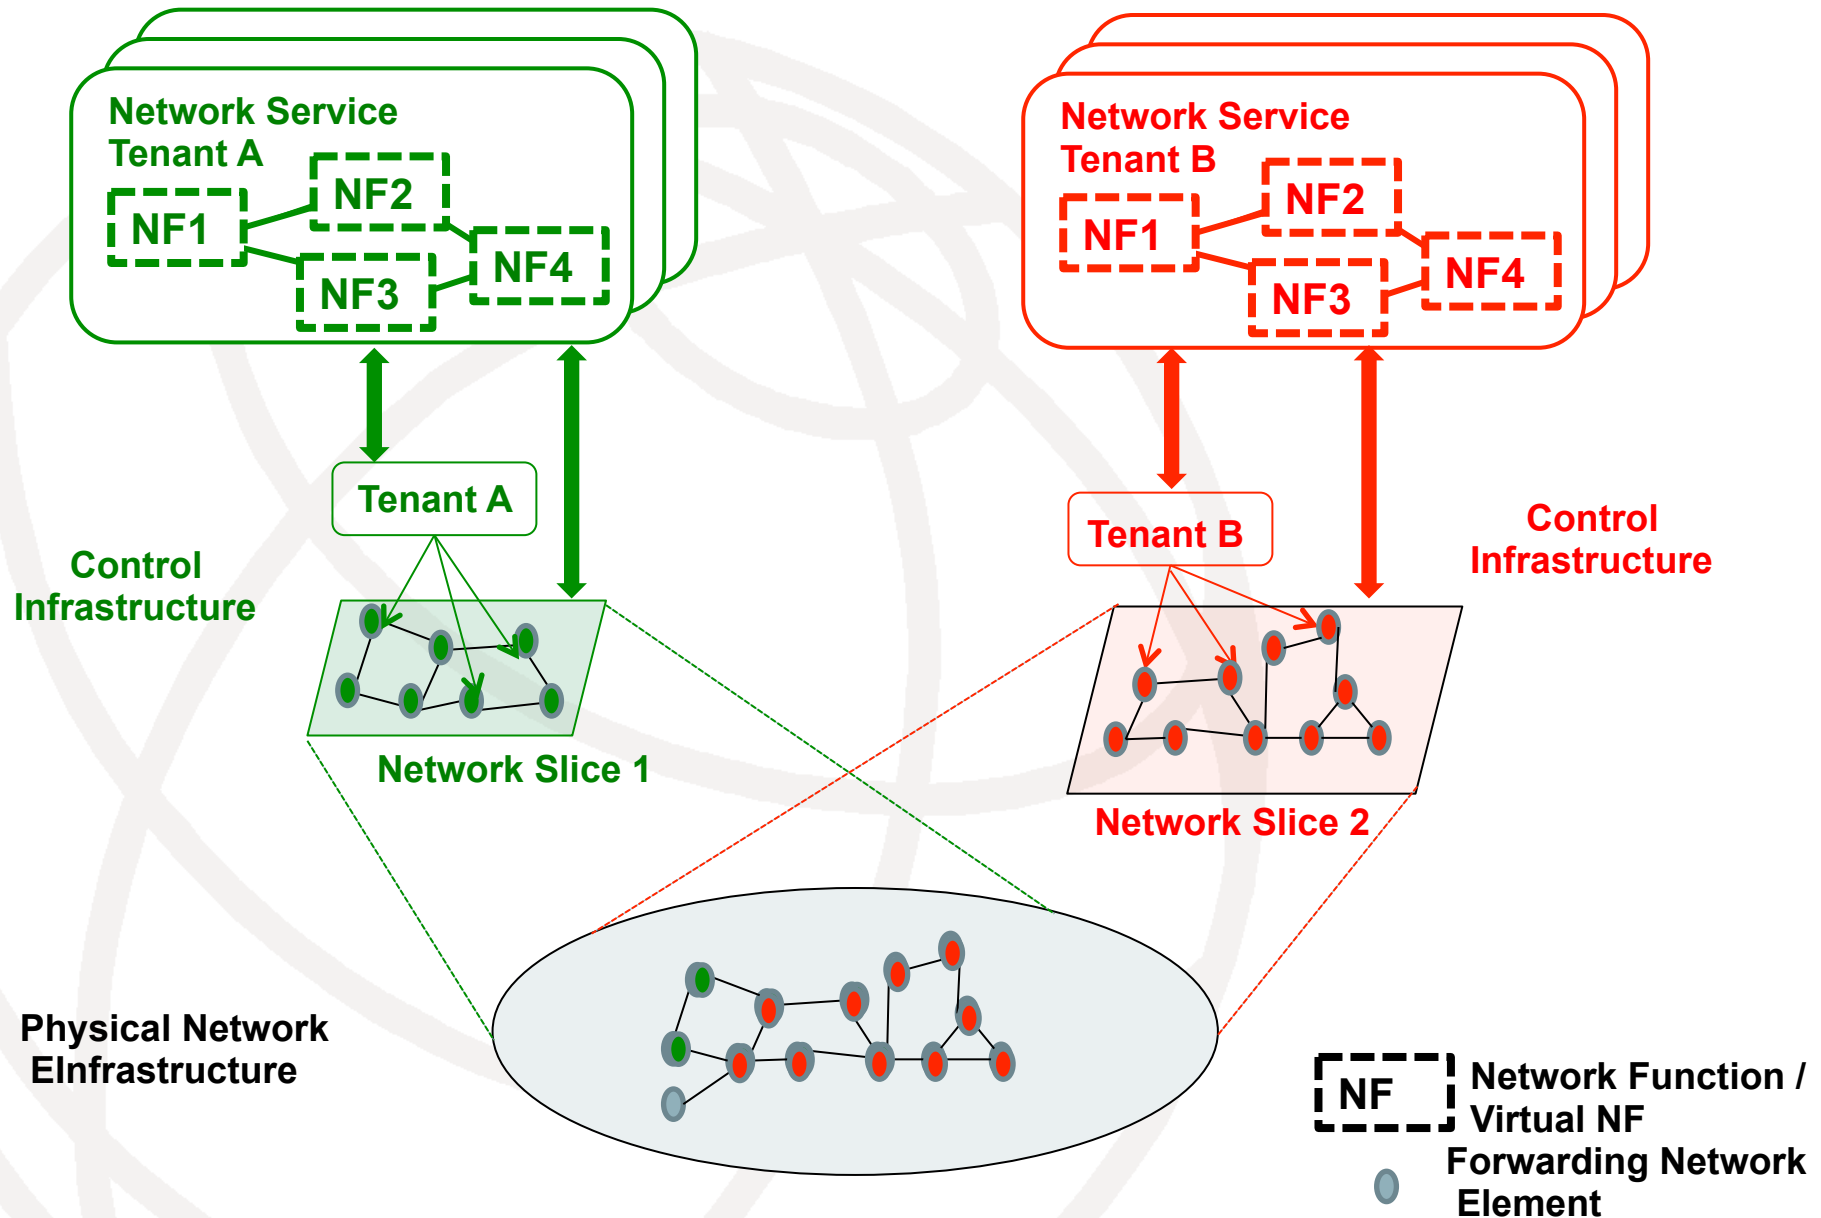 Network Service
Tenant A
NF1
NF2
NF3
NF4
Network Service
Tenant B
NF1
NF2
NF3
NF4
Tenant A
Control
Infrastructure
Network Slice 1
Tenant B
Control
Infrastructure
Network Slice 2
Physical Network
EInfrastructure
NF
Network Function /
Virtual NF
Forwarding Network
Element